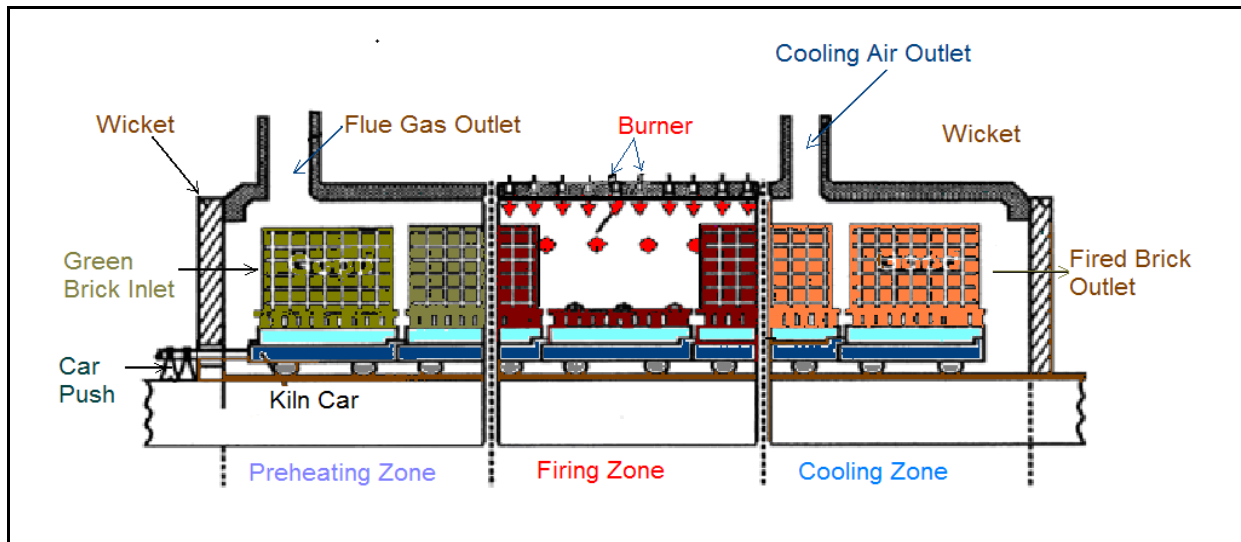 Cooling Air Outlet
Wicket
Flue Gas Outlet
Burner
Wicket
Green
Brick Inlet
Fired Brick
Outlet
Car
Push
Kiln Car
Preheating Zone
Firing Zone
Cooling Zone